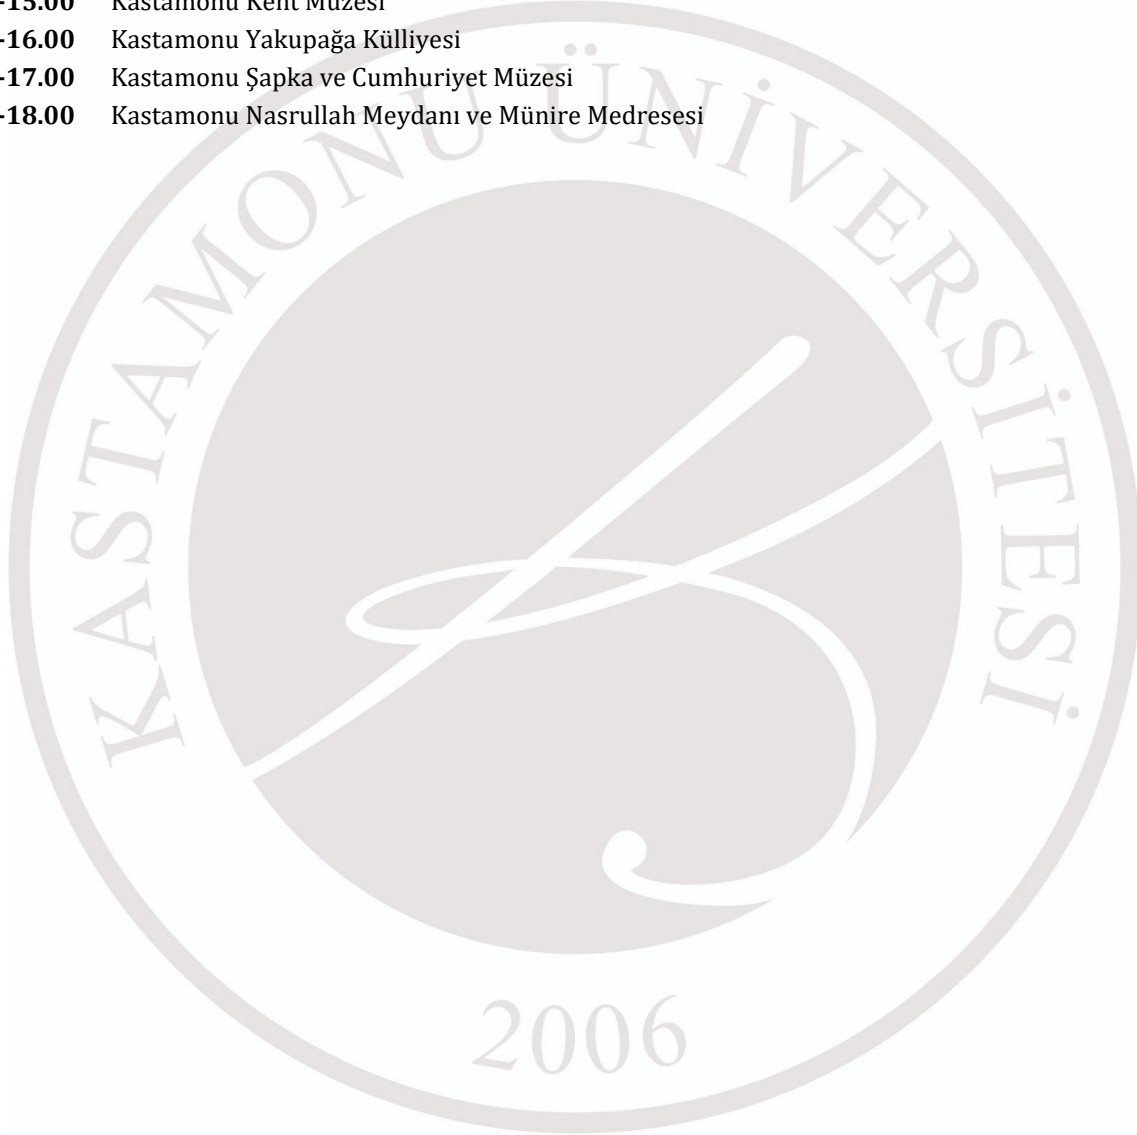 -15.00 Kastamonu Kent Müzesi
-16.00 Kastamonu Yakupağa Külliyesi
-17.00 Kastamonu Şapka ve Cumhuriyet Müzesi
-18.00 Kastamonu Nasrullah Meydanı ve Münire Medresesi
KASTAMONU ÜNİVERSİTESİ
2006